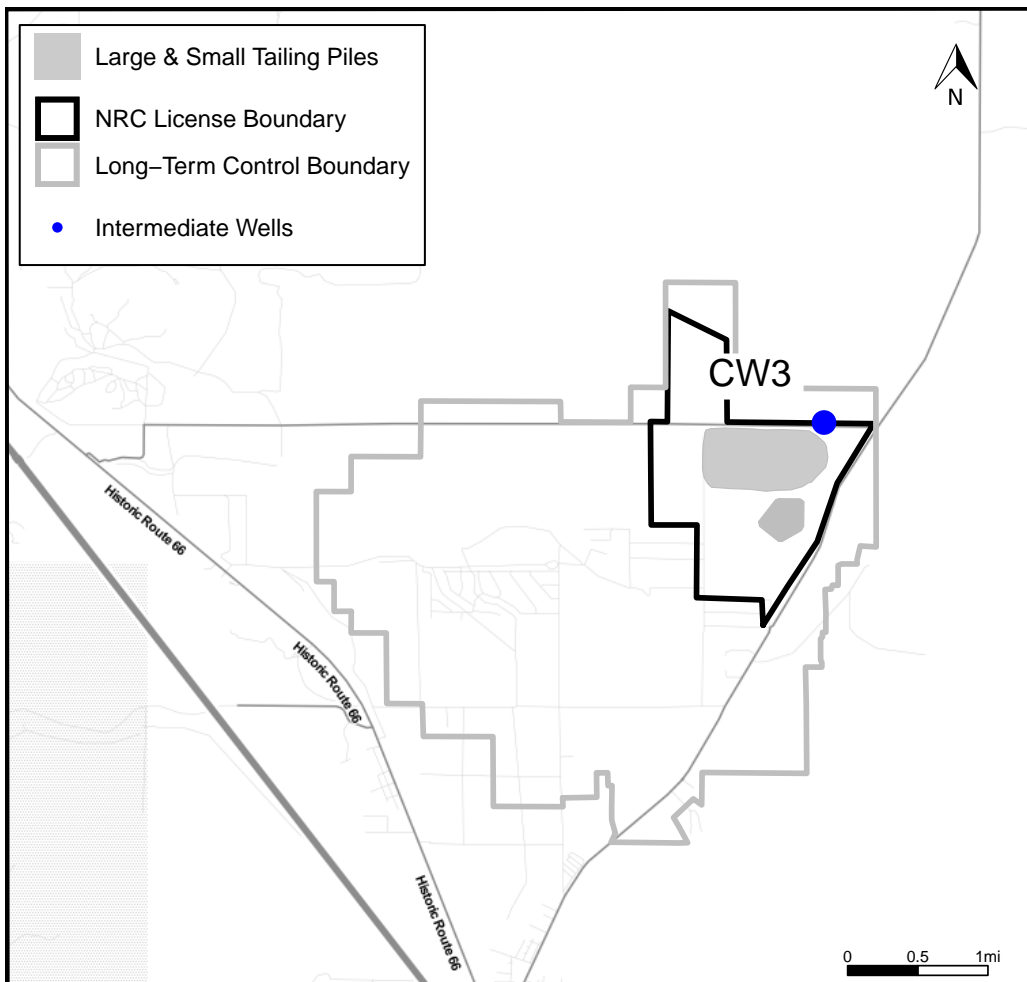 Large & Small Tailing Piles
NRC License Boundary
Long−Term Control Boundary
Intermediate Wells
N
CW3
Historic Route 66
Historic Route 66
Historic Route 66
0 0.5 1mi